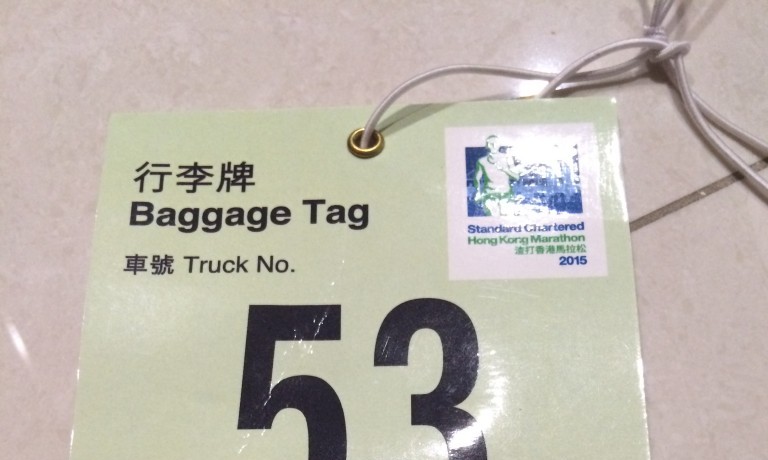 行李牌
Baggage Tag
車號 Truck No.
53
Standard Chartered
Hong Kong Marathon
渣打香港馬拉松
2015